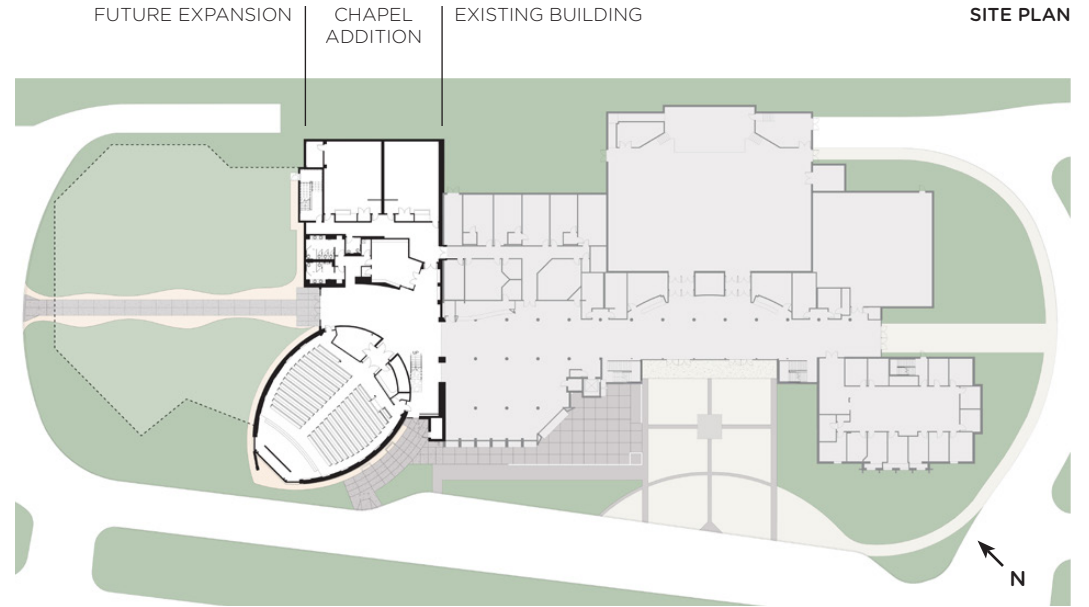 FUTURE EXPANSION
CHAPEL
ADDITION
EXISTING BUILDING
SITE PLAN
N